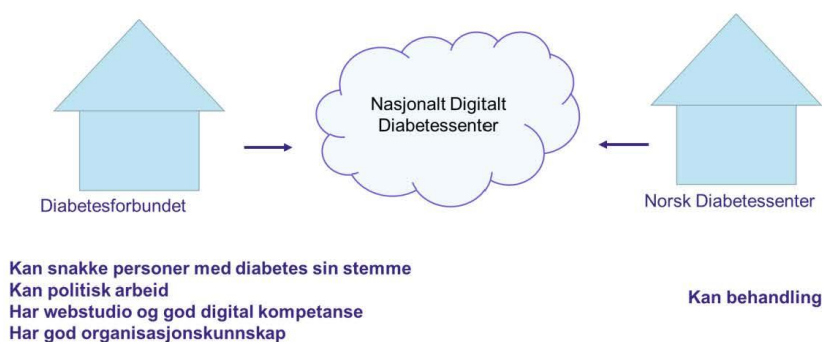 Nasjonalt Digitalt
Diabetessenter
Diabetesforbundet
Norsk Diabetessenter
Kan snakke personer med diabetes sin stemme
Kan politisk arbeid
Har webstudio og god digital kompetanse
Har god organisasjonskunnskap
Kan behandling